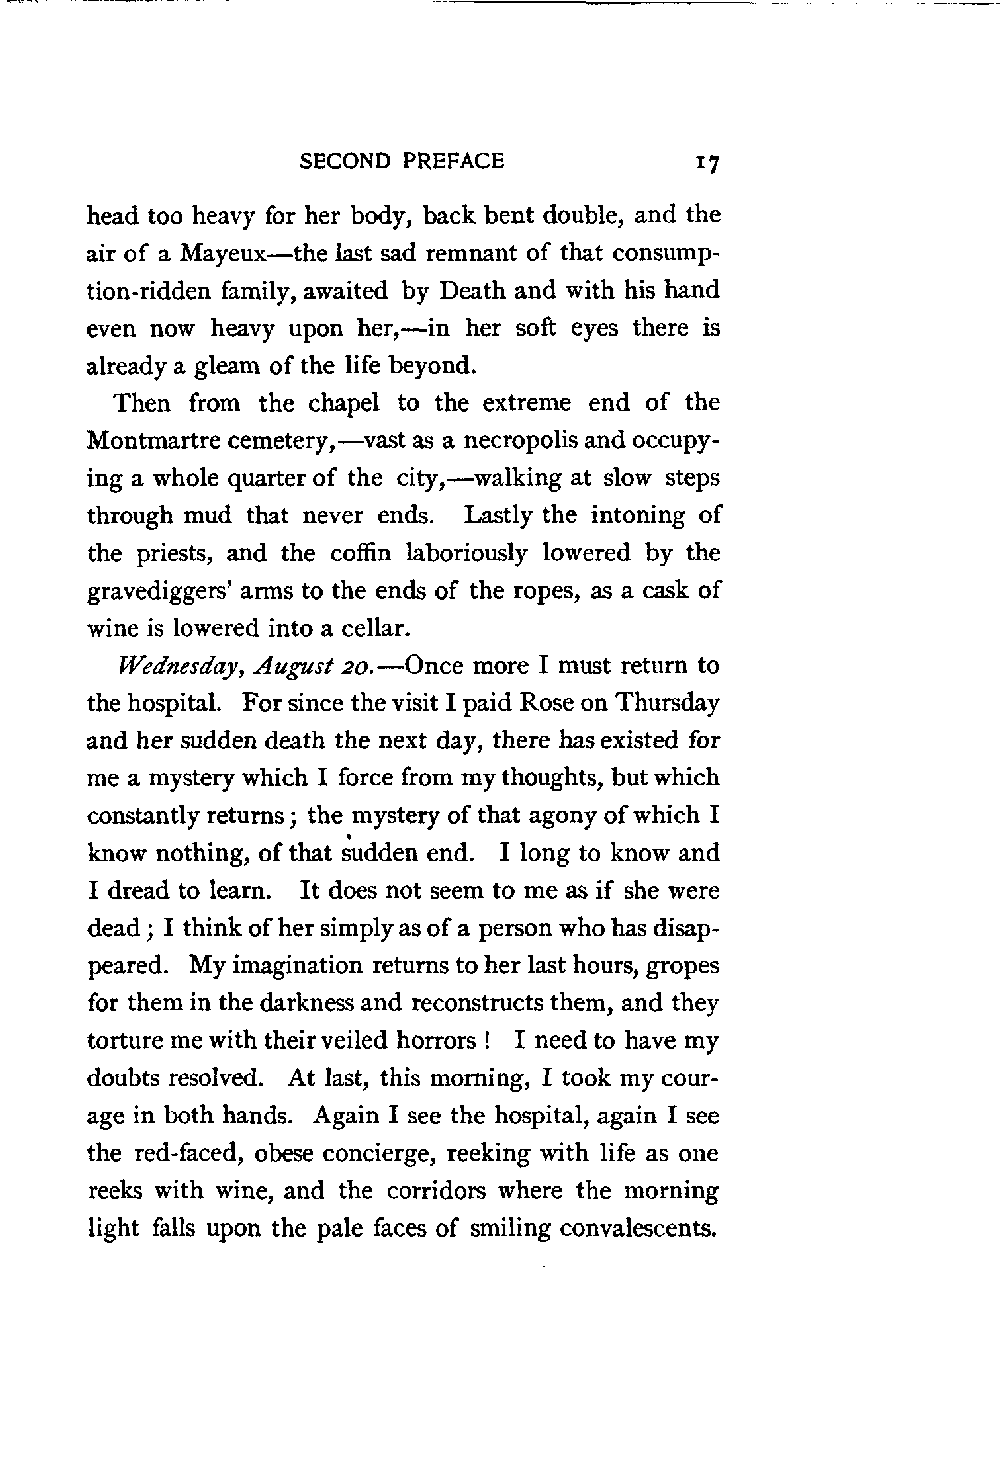 SECOND PREFACE 17
head too heavy for her body, back bent double, and the
air of a Mayeux—the last sad remnant of that consump-
tion-ridden family, awaited by Death and with his hand
even now heavy upon her,—in her soft eyes there is
already a gleam of the life beyond.
Then from the chapel to the extreme end of the
Montmartre cemetery,—vast as a necropolis and occupy-
ing a whole quarter of the city,—walking at slow steps
through mud that never ends. Lastly the intoning of
the priests, and the coffin laboriously lowered by the
gravediggers' arms to the ends of the ropes, as a cask of
wine is lowered into a cellar.
Wednesday, August 20.—Once more I must return to
the hospital. For since the visit I paid Rose on Thursday
and her sudden death the next day, there has existed for
me a mystery which I force from my thoughts, but which
constantly returns; the mystery of that agony of which I
know nothing, of that sudden end. I long to know and
I dread to learn. It does not seem to me as if she were
dead; I think of her simply as of a person who has disap-
peared. My imagination returns to her last hours, gropes
for them in the darkness and reconstructs them, and they
torture me with their veiled horrors! I need to have my
doubts resolved. At last, this morning, I took my cour-
age in both hands. Again I see the hospital, again I see
the red-faced, obese concierge, reeking with life as one
reeks with wine, and the corridors where the morning
light falls upon the pale faces of smiling convalescents.